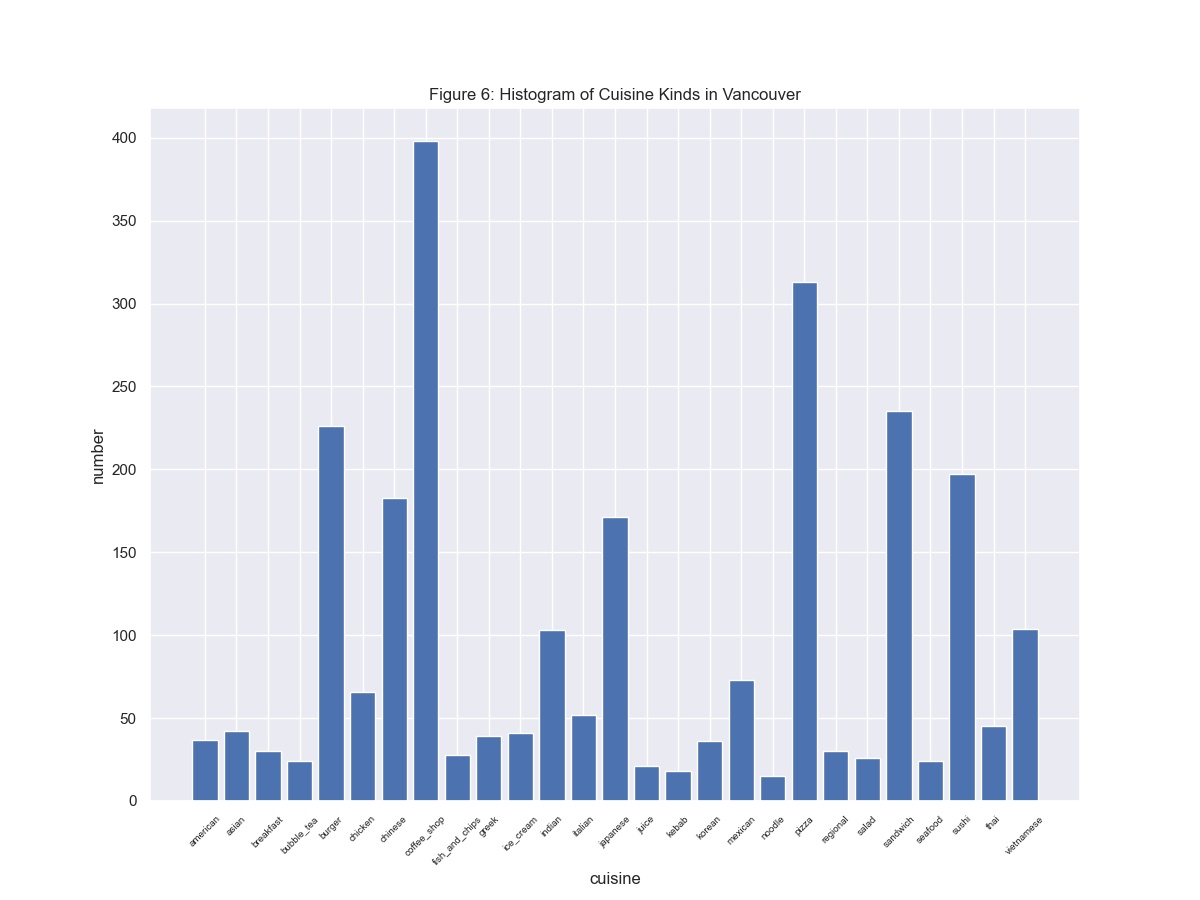 Figure 6: Histogram of Cuisine Kinds in Vancouver
400
350
300
250
200
150
100
50
0
number
american
asian
breakfast
bubble_tea
burger
chicken
chinese
coffee_shop
fish_and_chips
greek
ice_cream
indian
italian
japanese
juice
kebab
korean
mexican
noodle
pizza
regional
salad
sandwich
seafood
sushi
thai
vietnamese
cuisine